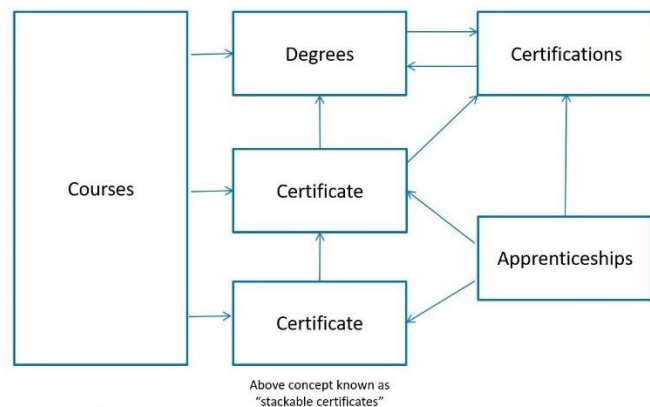 Degrees
Certifications
Courses
Certificate
Apprenticeships
Certificate
Above concept known as
"stackable certificates"